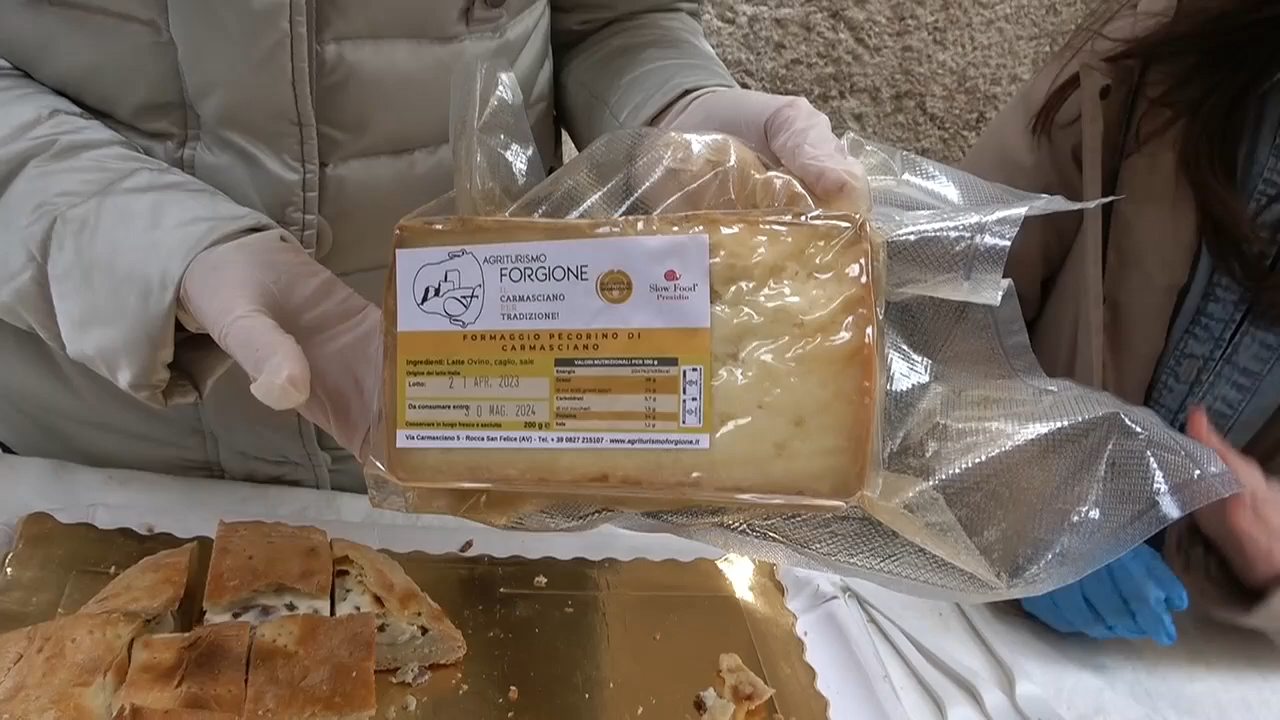 AGRITURISMO
FORGIONE
IL
CARMASCIANO
PER
TRADIZIONE!
Slow Food®
Presidio
FORMAGGIO PECORINO DI
CARMASCIANO
Ingredienti: Latte Ovino, caglio, sale
Origine del latte Italia
Lotto: 2 1 APR. 2023
Da consumare entro: 3 0 MAG. 2024
Conservare in luogo fresco e asciutto 200 g e
VALORI NUTRIZIONALI PER 100 g
Energia
Grassi
Carboidrati
Proteine
Sale
Via Carmasciano 5 - Rocca San Felice (AV) - Tel. + 39 0827 215107 - www.agriturismoforgione.it